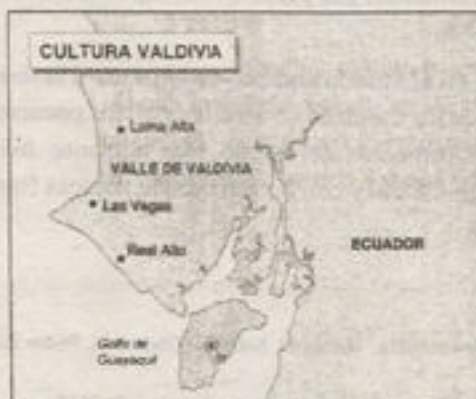 CULTURA VALDIVIA
Loma Alta
VALLE DE VALDIVIA
Las Vegas
Real Alto
ECUADOR
Golfo de
Guayaquil